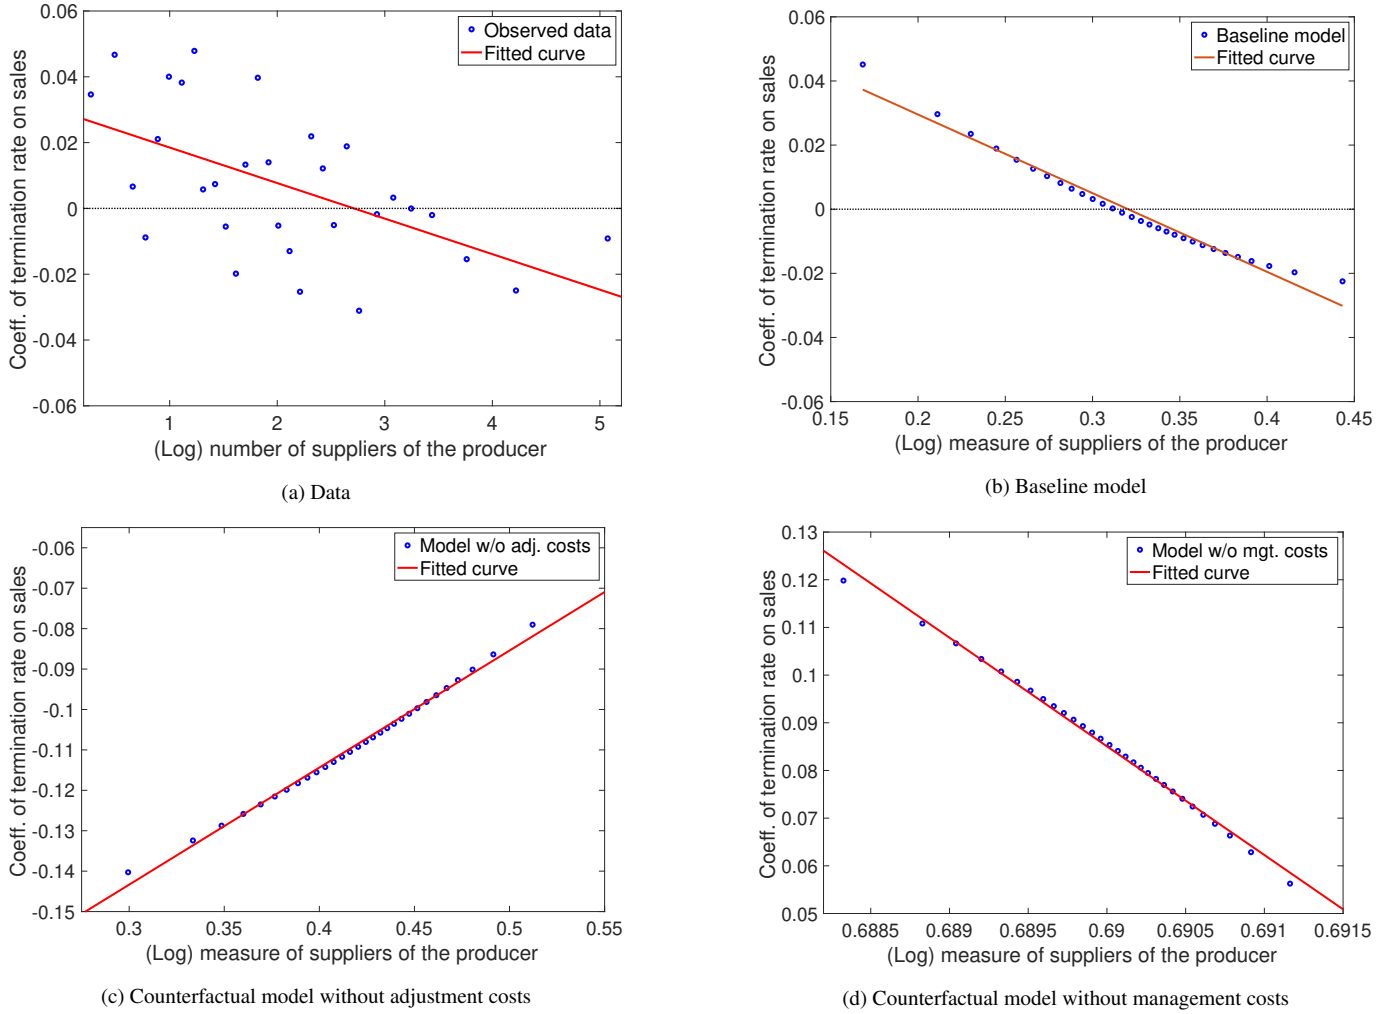 0.06
0.04
0.02
0
-0.02
-0.04
-0.06
Coeff. of termination rate on sales
Observed data
Fitted curve
1 2 3 4 5
(Log) number of suppliers of the producer
(a) Data
0.06
0.04
0.02
0
-0.02
-0.04
-0.06
Coeff. of termination rate on sales
Baseline model
Fitted curve
0.15 0.2 0.25 0.3 0.35 0.4 0.45
(Log) measure of suppliers of the producer
(b) Baseline model
-0.06
-0.07
-0.08
-0.09
-0.1
-0.11
-0.12
-0.13
-0.14
-0.15
Coeff. of termination rate on sales
Model w/o adj. costs
Fitted curve
0.3 0.35 0.4 0.45 0.5 0.55
(Log) measure of suppliers of the producer
(c) Counterfactual model without adjustment costs
0.13
0.12
0.11
0.1
0.09
0.08
0.07
0.06
0.05
Coeff. of termination rate on sales
Model w/o mgt. costs
Fitted curve
0.6885 0.689 0.6895 0.69 0.6905 0.691 0.6915
(Log) measure of suppliers of the producer
(d) Counterfactual model without management costs